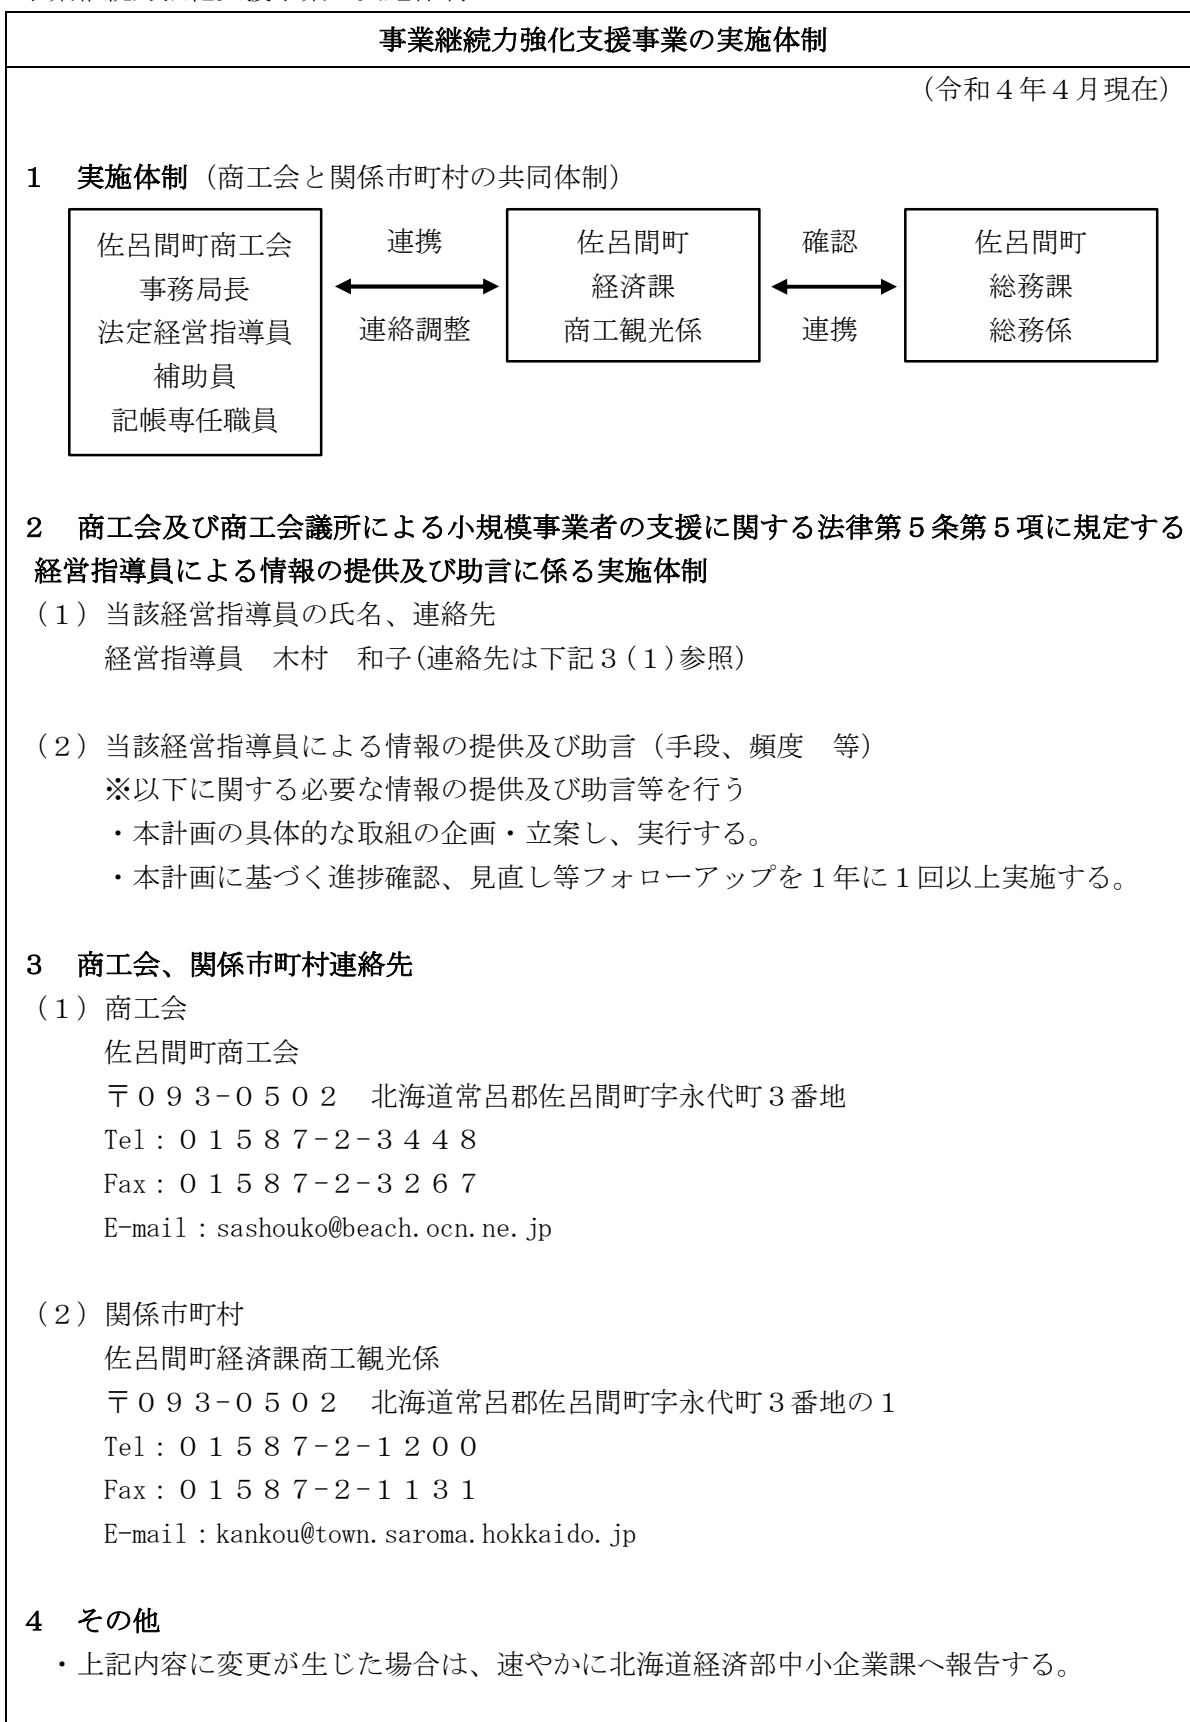 事業継続力強化支援事業の実施体制
（令和４年４月現在）
１　実施体制（商工会と関係市町村の共同体制）
佐呂間町商工会
事務局長
法定経営指導員
補助員
記帳専任職員
連携
連絡調整
佐呂間町
経済課
商工観光係
確認
連携
佐呂間町
総務課
総務係
２　商工会及び商工会議所による小規模事業者の支援に関する法律第５条第５項に規定する
経営指導員による情報の提供及び助言に係る実施体制
（１）当該経営指導員の氏名、連絡先
経営指導員　木村　和子(連絡先は下記３(１)参照)
（２）当該経営指導員による情報の提供及び助言（手段、頻度　等）
※以下に関する必要な情報の提供及び助言等を行う
・本計画の具体的な取組の企画・立案し、実行する。
・本計画に基づく進捗確認、見直し等フォローアップを１年に１回以上実施する。
３　商工会、関係市町村連絡先
（１）商工会
佐呂間町商工会
〒０９３-０５０２　北海道常呂郡佐呂間町字永代町３番地
Tel：０１５８７-２-３４４８
Fax：０１５８７-２-３２６７
E-mail：sashouko@beach.ocn.ne.jp
（２）関係市町村
佐呂間町経済課商工観光係
〒０９３-０５０２　北海道常呂郡佐呂間町字永代町３番地の１
Tel：０１５８７-２-１２００
Fax：０１５８７-２-１１３１
E-mail：kankou@town.saroma.hokkaido.jp
４　その他
・上記内容に変更が生じた場合は、速やかに北海道経済部中小企業課へ報告する。